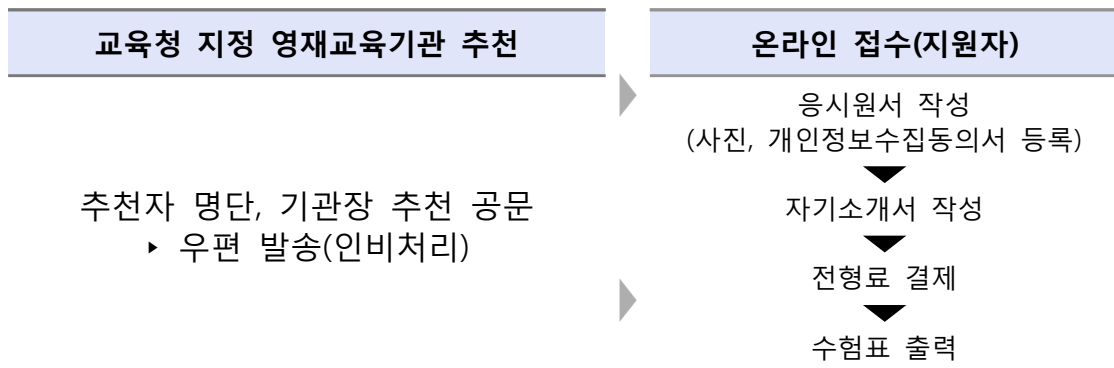 교육청 지정 영재교육기관 추천
추천자 명단, 기관장 추천 공문
▸ 우편 발송(인비처리)
온라인 접수(지원자)
응시원서 작성
(사진, 개인정보수집동의서 등록)
자기소개서 작성
전형료 결제
수험표 출력